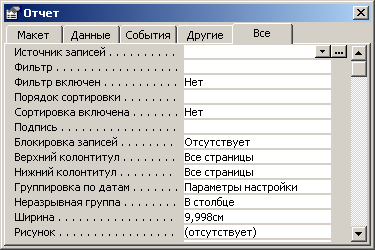 Отчет
Макет Данные События Другие Все
Источник записей . . . . . . . . . ...
Фильтр . . . . . . . . . . . . . . . . . .
Фильтр включен . . . . . . . . . . Нет
Порядок сортировки . . . . . . .
Сортировка включена . . . . . . Нет
Подпись . . . . . . . . . . . . . . . . .
Блокировка записей . . . . . . . Отсутствует
Верхний колонтитул . . . . . . . Все страницы
Нижний колонтитул . . . . . . . . Все страницы
Группировка по датам . . . . . . Параметры настройки
Неразрывная группа . . . . . . . В столбце
Ширина . . . . . . . . . . . . . . . . . 9,998см
Рисунок . . . . . . . . . . . . . . . . . (отсутствует)